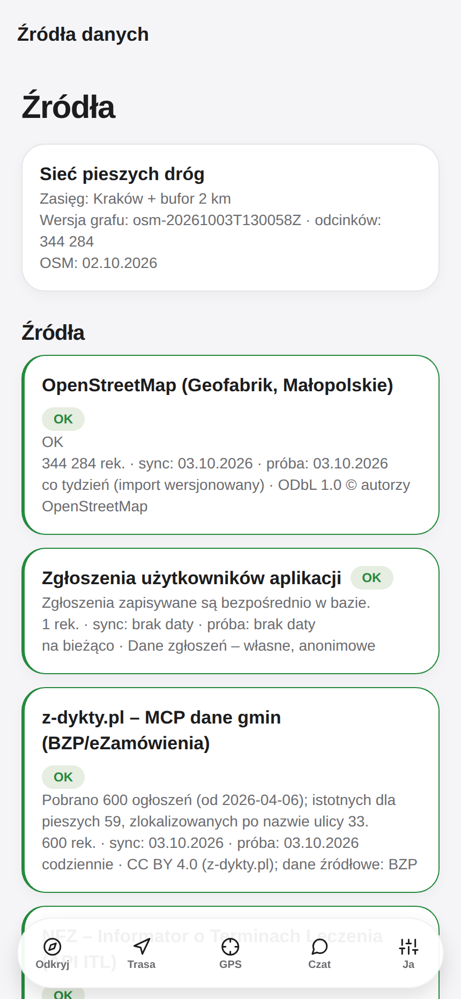 Źródła danych
Źródła
Sieć pieszych dróg
Zasięg: Kraków + bufor 2 km
Wersja grafu: osm-20261003T130058Z · odcinków:
344 284
OSM: 02.10.2026
Źródła
OpenStreetMap (Geofabrik, Małopolskie)
OK
OK
344 284 rek. · sync: 03.10.2026 · próba: 03.10.2026
co tydzień (import wersjonowany) · ODbL 1.0 © autorzy
OpenStreetMap
Zgłoszenia użytkowników aplikacji OK
Zgłoszenia zapisywane są bezpośrednio w bazie.
1 rek. · sync: brak daty · próba: brak daty
na bieżąco · Dane zgłoszeń – własne, anonimowe
z-dykty.pl – MCP dane gmin
(BZP/eZamówienia)
OK
Pobrano 600 ogłoszeń (od 2026-04-06); istotnych dla
pieszych 59, zlokalizowanych po nazwie ulicy 33.
600 rek. · sync: 03.10.2026 · próba: 03.10.2026
codziennie · CC BY 4.0 (z-dykty.pl); dane źródłowe: BZP
NFZ – Informator o Terminach Leczenia
(API ITL)
Odkryj Trasa GPS Czat Ja
OK